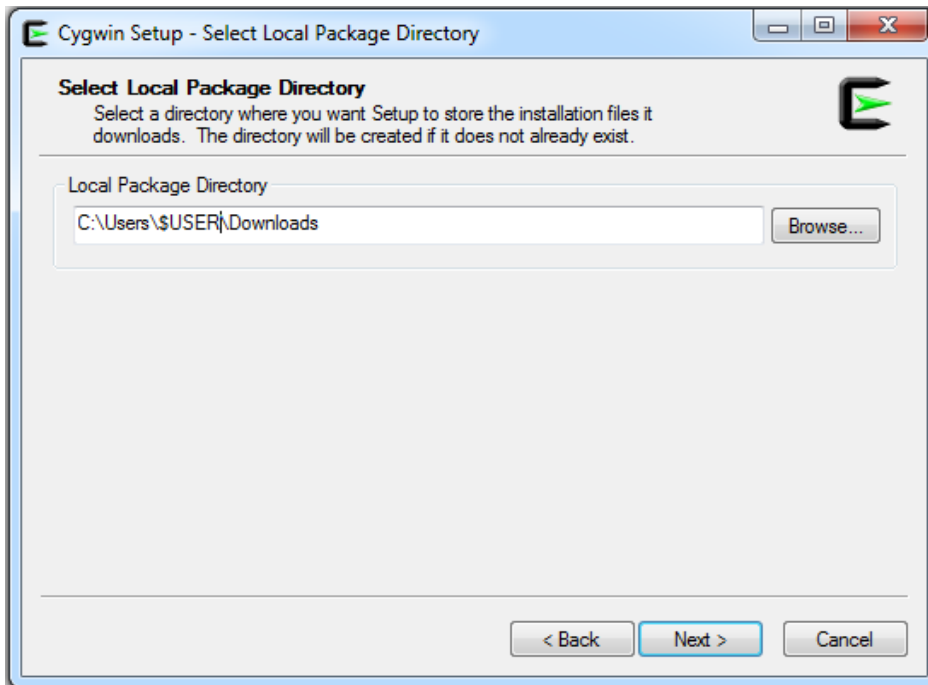 Cygwin Setup - Select Local Package Directory
Select Local Package Directory
Select a directory where you want Setup to store the installation files it
downloads.  The directory will be created if it does not already exist.
Local Package Directory
C:\Users\$USER\Downloads
Browse...
< Back
Next >
Cancel